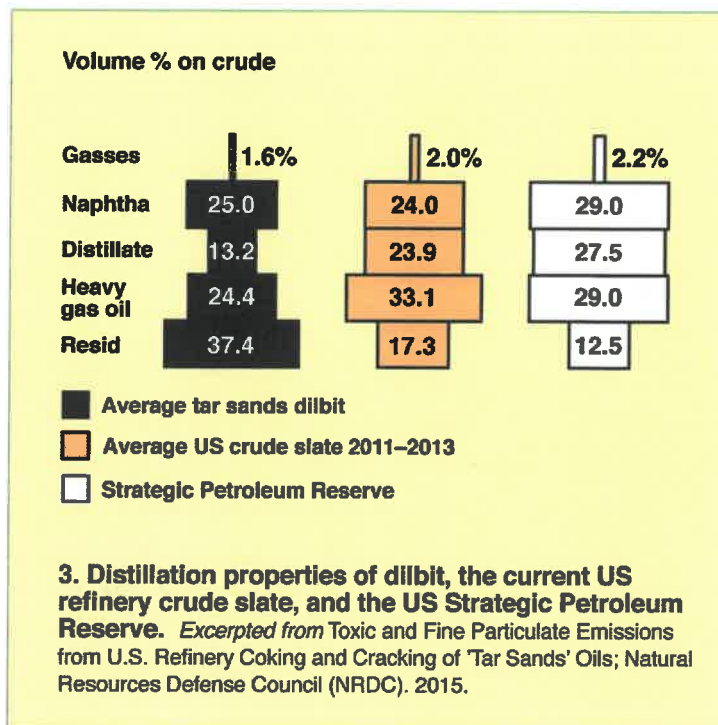 Volume % on crude
Gasses 1.6% 2.0% 2.2%
Naphtha 25.0 24.0 29.0
Distillate 13.2 23.9 27.5
Heavy
gas oil 24.4 33.1 29.0
Resid 37.4 17.3 12.5
Average tar sands dilbit
Average US crude slate 2011–2013
Strategic Petroleum Reserve
3. Distillation properties of dilbit, the current US
refinery crude slate, and the US Strategic Petroleum
Reserve. Excerpted from Toxic and Fine Particulate Emissions
from U.S. Refinery Coking and Cracking of 'Tar Sands' Oils; Natural
Resources Defense Council (NRDC). 2015.